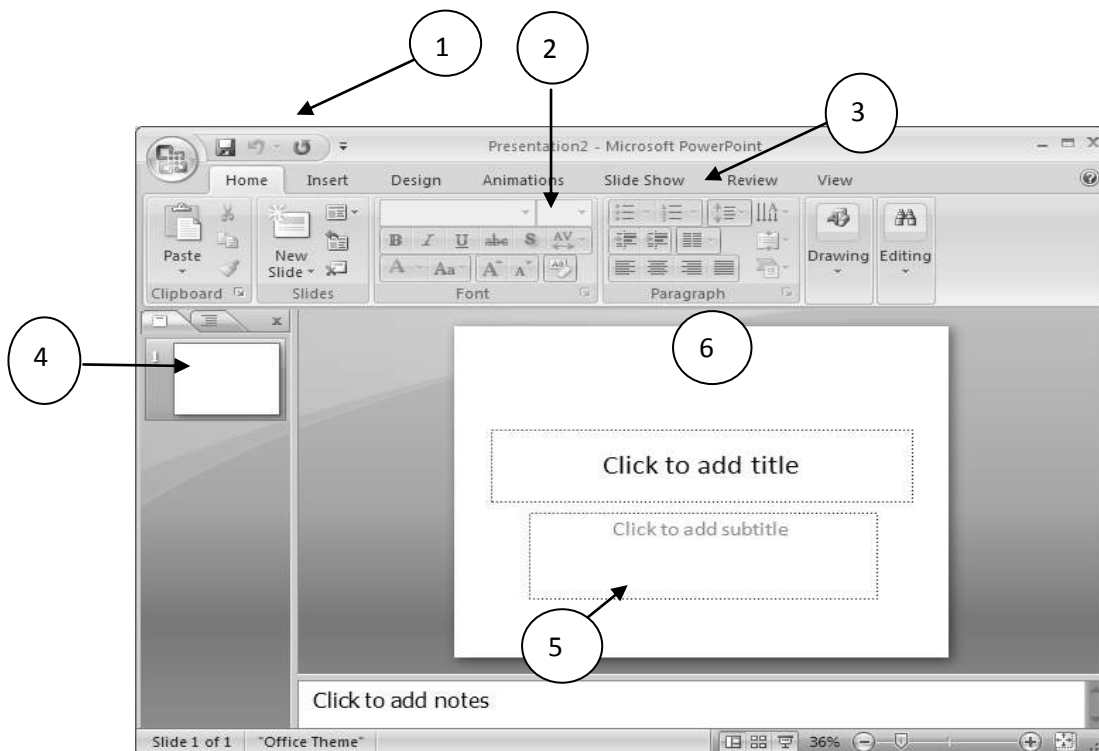 1
2
3
Presentation2 - Microsoft PowerPoint
Home Insert Design Animations Slide Show Review View
Paste
New Slide
B I U abe S AV
A Aa A A
Drawing Editing
Clipboard Slides Font Paragraph
4
1
6
Click to add title
Click to add subtitle
5
Click to add notes
Slide 1 of 1 "Office Theme" 36%